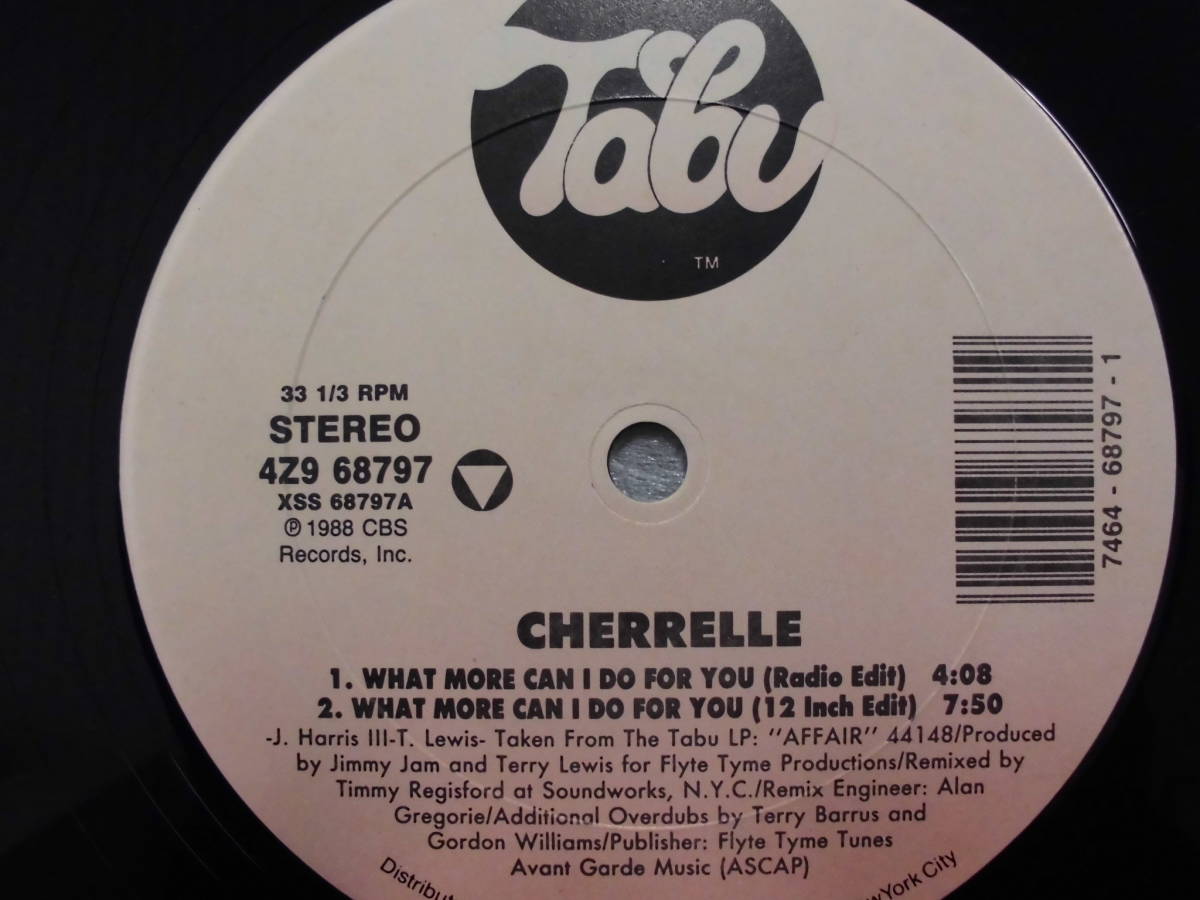 Tabu
TM
33 1/3 RPM
STEREO
4Z9 68797
XSS 68797A
℗ 1988 CBS
Records, Inc.
7464 - 68797 - 1
CHERRELLE
1. WHAT MORE CAN I DO FOR YOU (Radio Edit) 4:08
2. WHAT MORE CAN I DO FOR YOU (12 Inch Edit) 7:50
-J. Harris III-T. Lewis- Taken From The Tabu LP: "AFFAIR" 44148/Produced
by Jimmy Jam and Terry Lewis for Flyte Tyme Productions/Remixed by
Timmy Regisford at Soundworks, N.Y.C./Remix Engineer: Alan
Gregorie/Additional Overdubs by Terry Barrus and
Gordon Williams/Publisher: Flyte Tyme Tunes
Avant Garde Music (ASCAP)
York City